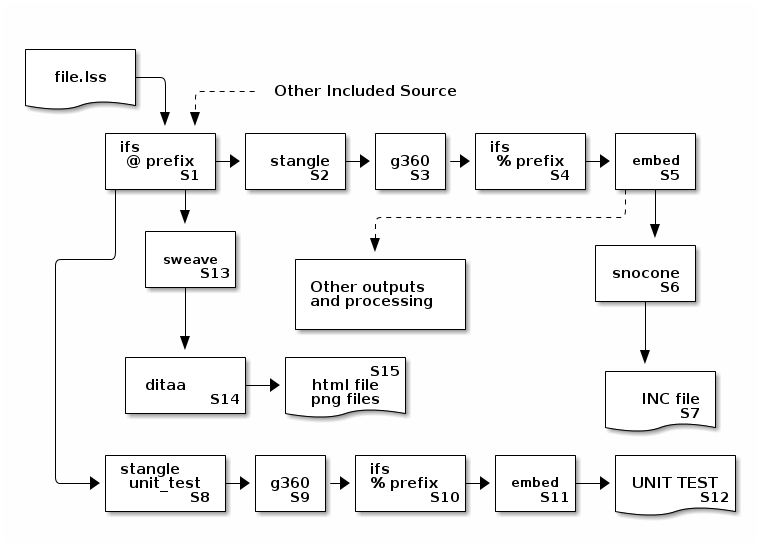 file.lss
Other Included Source
ifs
@ prefix
S1
stangle
S2
g360
S3
ifs
% prefix
S4
embed
S5
sweave
S13
Other outputs
and processing
snocone
S6
ditaa
S14
S15
html file
png files
INC file
S7
stangle
unit_test
S8
g360
S9
ifs
% prefix
S10
embed
S11
UNIT TEST
S12